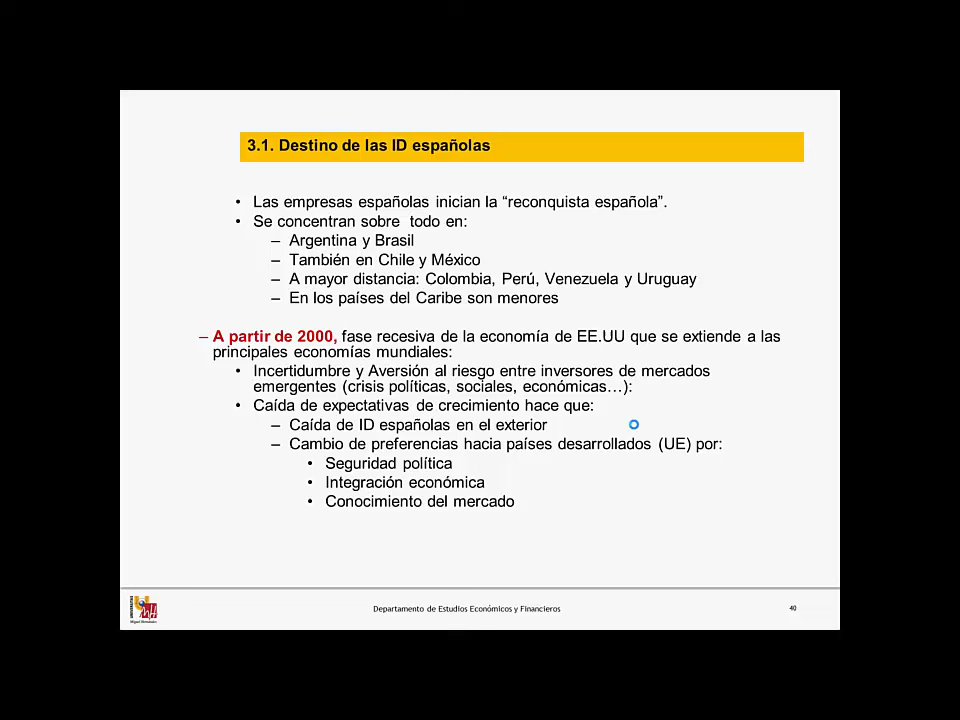 3.1. Destino de las ID españolas
• Las empresas españolas inician la “reconquista española”.
• Se concentran sobre todo en:
– Argentina y Brasil
– También en Chile y México
– A mayor distancia: Colombia, Perú, Venezuela y Uruguay
– En los países del Caribe son menores
– A partir de 2000, fase recesiva de la economía de EE.UU que se extiende a las
principales economías mundiales:
• Incertidumbre y Aversión al riesgo entre inversores de mercados
emergentes (crisis políticas, sociales, económicas…):
• Caída de expectativas de crecimiento hace que:
– Caída de ID españolas en el exterior
– Cambio de preferencias hacia países desarrollados (UE) por:
• Seguridad política
• Integración económica
• Conocimiento del mercado
UNIVERSITAS
Miguel Hernández
Departamento de Estudios Económicos y Financieros
40